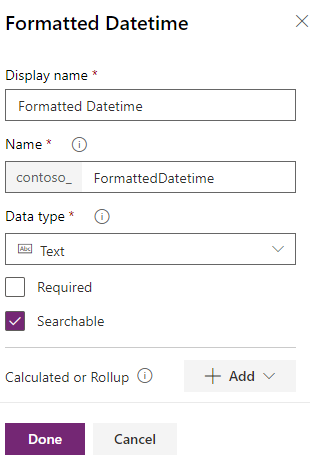 Formatted Datetime
Display name *
Formatted Datetime
Name *
contoso_ FormattedDatetime
Data type *
Abc Text
Required
Searchable
Calculated or Rollup + Add
Done Cancel